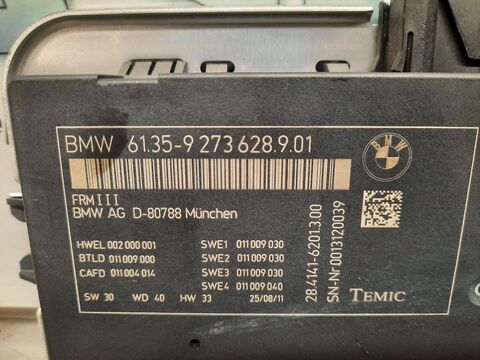 BMW 61.35-9 273 628 9.01
BMW
FRMIII
BMW AG D-80788 München
HWEL 002 000 001
BTLD 011 009 000
CAFD 011 004 014
SWE1 011 009 030
SWE2 011 009 030
SWE3 011 009 030
SWE4 011 009 040
SW 30 WD 40 HW 33 25/08/11
28.4141-62013.00
SN-Nr 0013120039
TEMIC